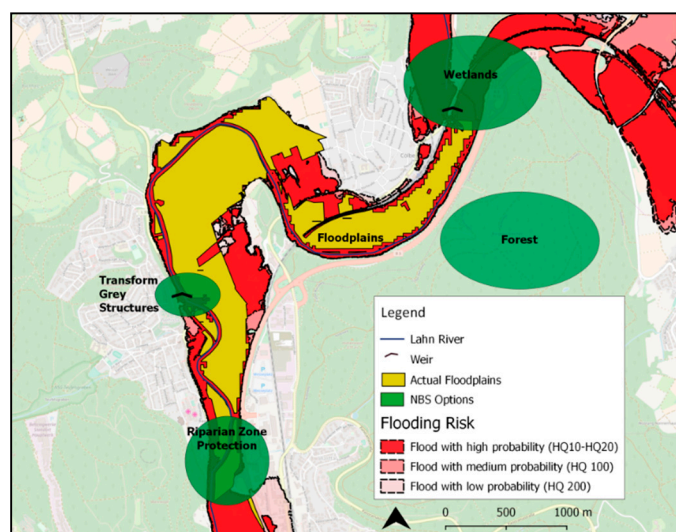 Wetlands
Floodplains
Forest
Transform
Grey
Structures
Riparian Zone
Protection
Legend
Lahn River
Weir
Actual Floodplains
NBS Options
Flooding Risk
Flood with high probability (HQ10-HQ20)
Flood with medium probability (HQ 100)
Flood with low probability (HQ 200)
0 500 1000 m